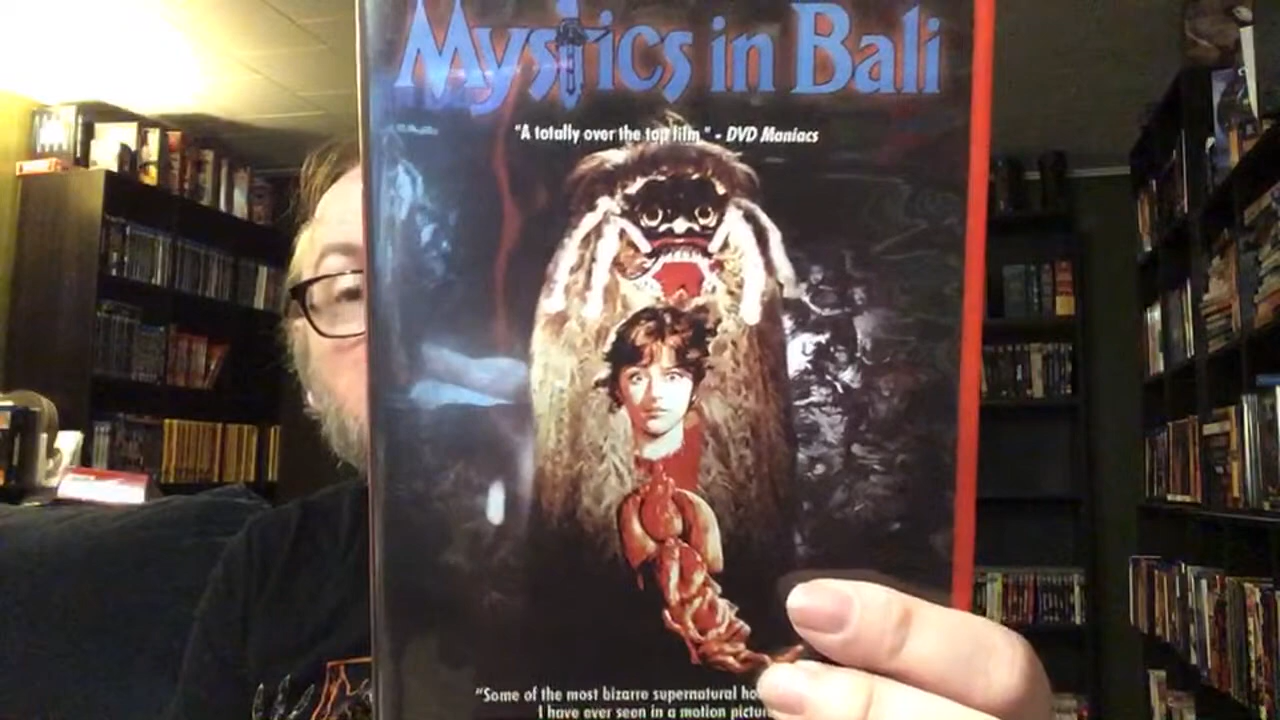 Mystics in Bali
"A totally over the top film" - DVD Maniacs
"Some of the most bizarre supernatural
I have ever seen in a motion